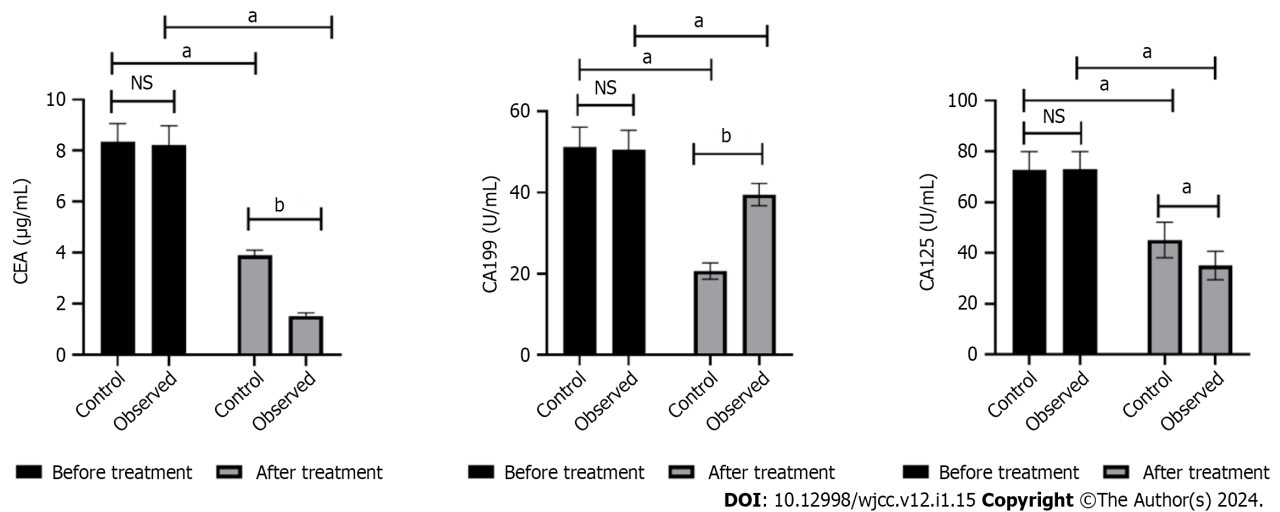 a
a
NS
10
8
6
4
2
0
b
CEA (µg/mL)
Control
Observed
Control
Observed
Before treatment
After treatment
a
a
NS
60
40
20
0
b
CA199 (U/mL)
Control
Observed
Control
Observed
Before treatment
After treatment
a
a
NS
100
80
60
40
20
0
a
CA125 (U/mL)
Control
Observed
Control
Observed
Before treatment
After treatment
DOI: 10.12998/wjcc.v12.i1.15 Copyright ©The Author(s) 2024.